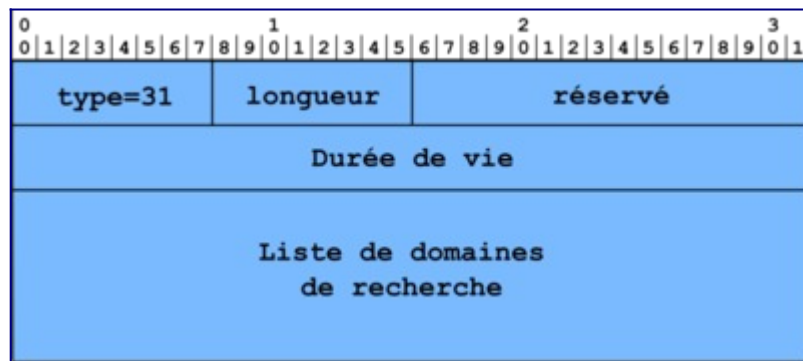 0 1 2 3
0|1|2|3|4|5|6|7|8|9|0|1|2|3|4|5|6|7|8|9|0|1|2|3|4|5|6|7|8|9|0|1
type=31 longueur réservé
Durée de vie
Liste de domaines
de recherche